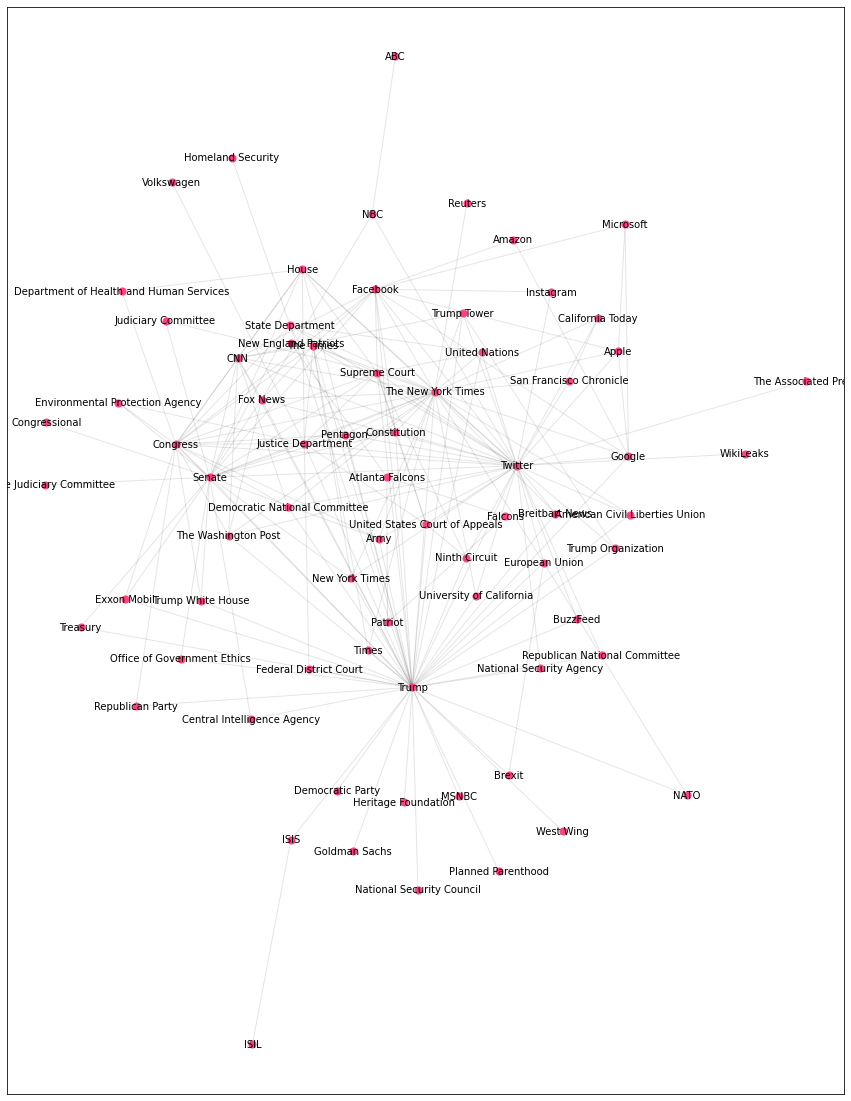 ABC
Homeland Security
Volkswagen
Reuters
NBC
Microsoft
Amazon
House
Facebook
Department of Health and Human Services
Instagram
Trump Tower
California Today
Judiciary Committee
State Department
New England Patriots
The Times
Apple
United Nations
CNN
Supreme Court
San Francisco Chronicle
The Associated Pre
The New York Times
Fox News
Environmental Protection Agency
Congressional
Constitution
Pentagon
Congress
Justice Department
WikiLeaks
Google
Twitter
Senate
Atlanta Falcons
e Judiciary Committee
Democratic National Committee
Breitbart News
American Civil Liberties Union
Falcons
United States Court of Appeals
The Washington Post
Army
Trump Organization
Ninth Circuit
European Union
New York Times
University of California
Exxon Mobil
Trump White House
BuzzFeed
Patriot
Treasury
Times
Republican National Committee
Office of Government Ethics
National Security Agency
Federal District Court
Trump
Republican Party
Central Intelligence Agency
Brexit
Democratic Party
NATO
MSNBC
Heritage Foundation
West Wing
ISIS
Goldman Sachs
Planned Parenthood
National Security Council
ISIL